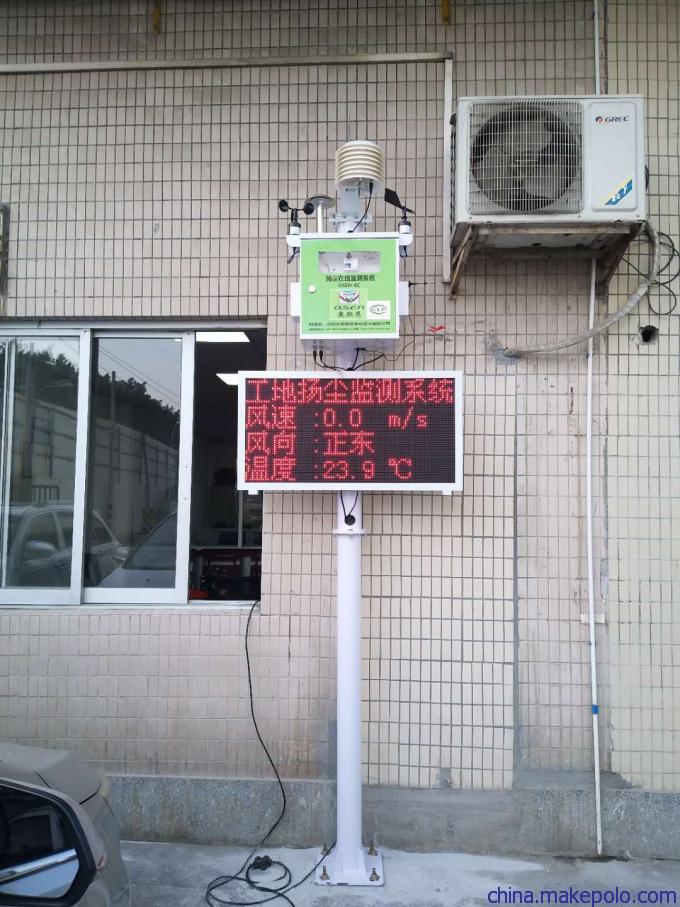 GREE
扬尘在线监测系统
OSEN-6C
OSEN
奥斯恩
工地扬尘监测系统
风速 :0.0 m/s
风向 :正东
温度 :23.9 ℃
china.makepolo.com